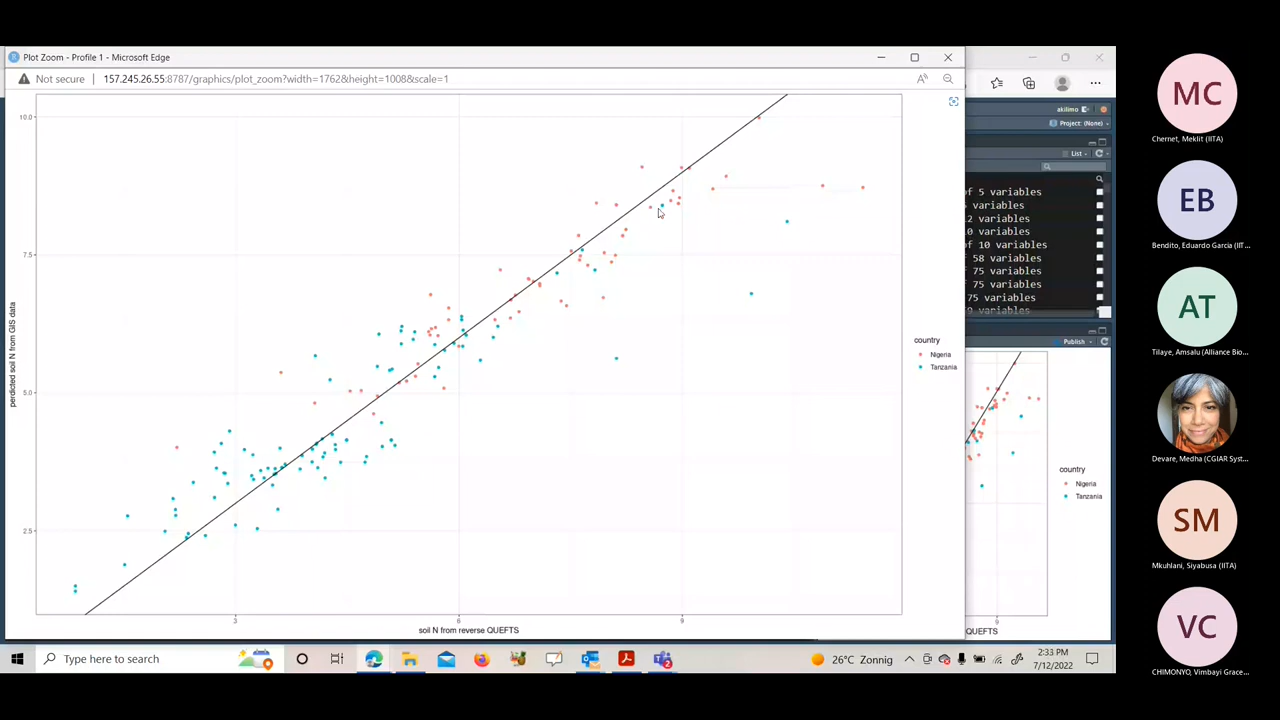 Plot Zoom - Profile 1 - Microsoft Edge
Not secure | 157.245.26.55:8787/graphics/plot_zoom?width=1762&height=1008&scale=1
akilimo
Project: (None)
List
of 5 variables
variables
10 variables
of 10 variables
of 58 variables
of 75 variables
of 75 variables
75 variables
variables
Publish
10.0
7.5
5.0
2.5
perdicted soil N from GIS data
3
6
9
soil N from reverse QUEFTS
country
Nigeria
Tanzania
country
Nigeria
Tanzania
9
QUEFTS
Type here to search
26°C Zonnig
2:33 PM
7/12/2022
MC
Chernet, Meklit (IITA)
EB
Bendito, Eduardo Garcia (IIT...
AT
Tilaye, Amsalu (Alliance Bio...
Devare, Medha (CGIAR Syst...
SM
Mkuhlani, Siyabusa (IITA)
VC
CHIMONYO, Vimbayi Grace...